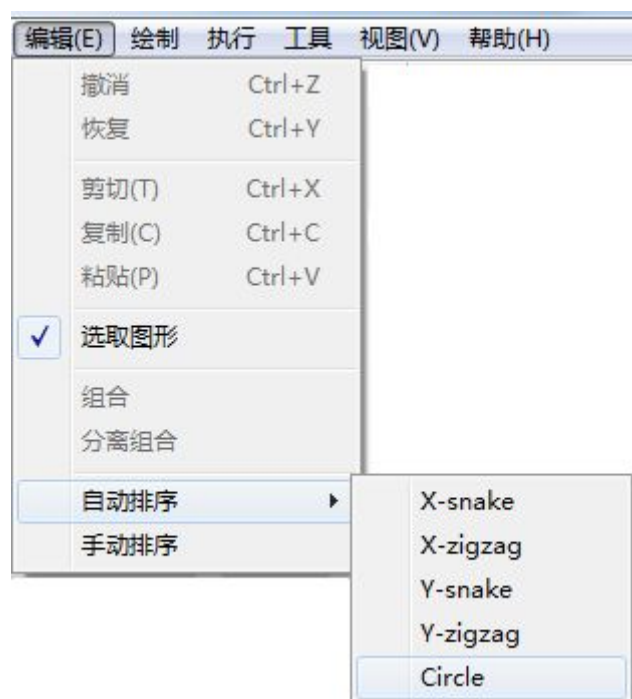 编辑(E) 绘制 执行 工具 视图(V) 帮助(H)
撤消 Ctrl+Z
恢复 Ctrl+Y
剪切(T) Ctrl+X
复制(C) Ctrl+C
粘贴(P) Ctrl+V
选取图形
组合
分离组合
自动排序
手动排序
X-snake
X-zigzag
Y-snake
Y-zigzag
Circle